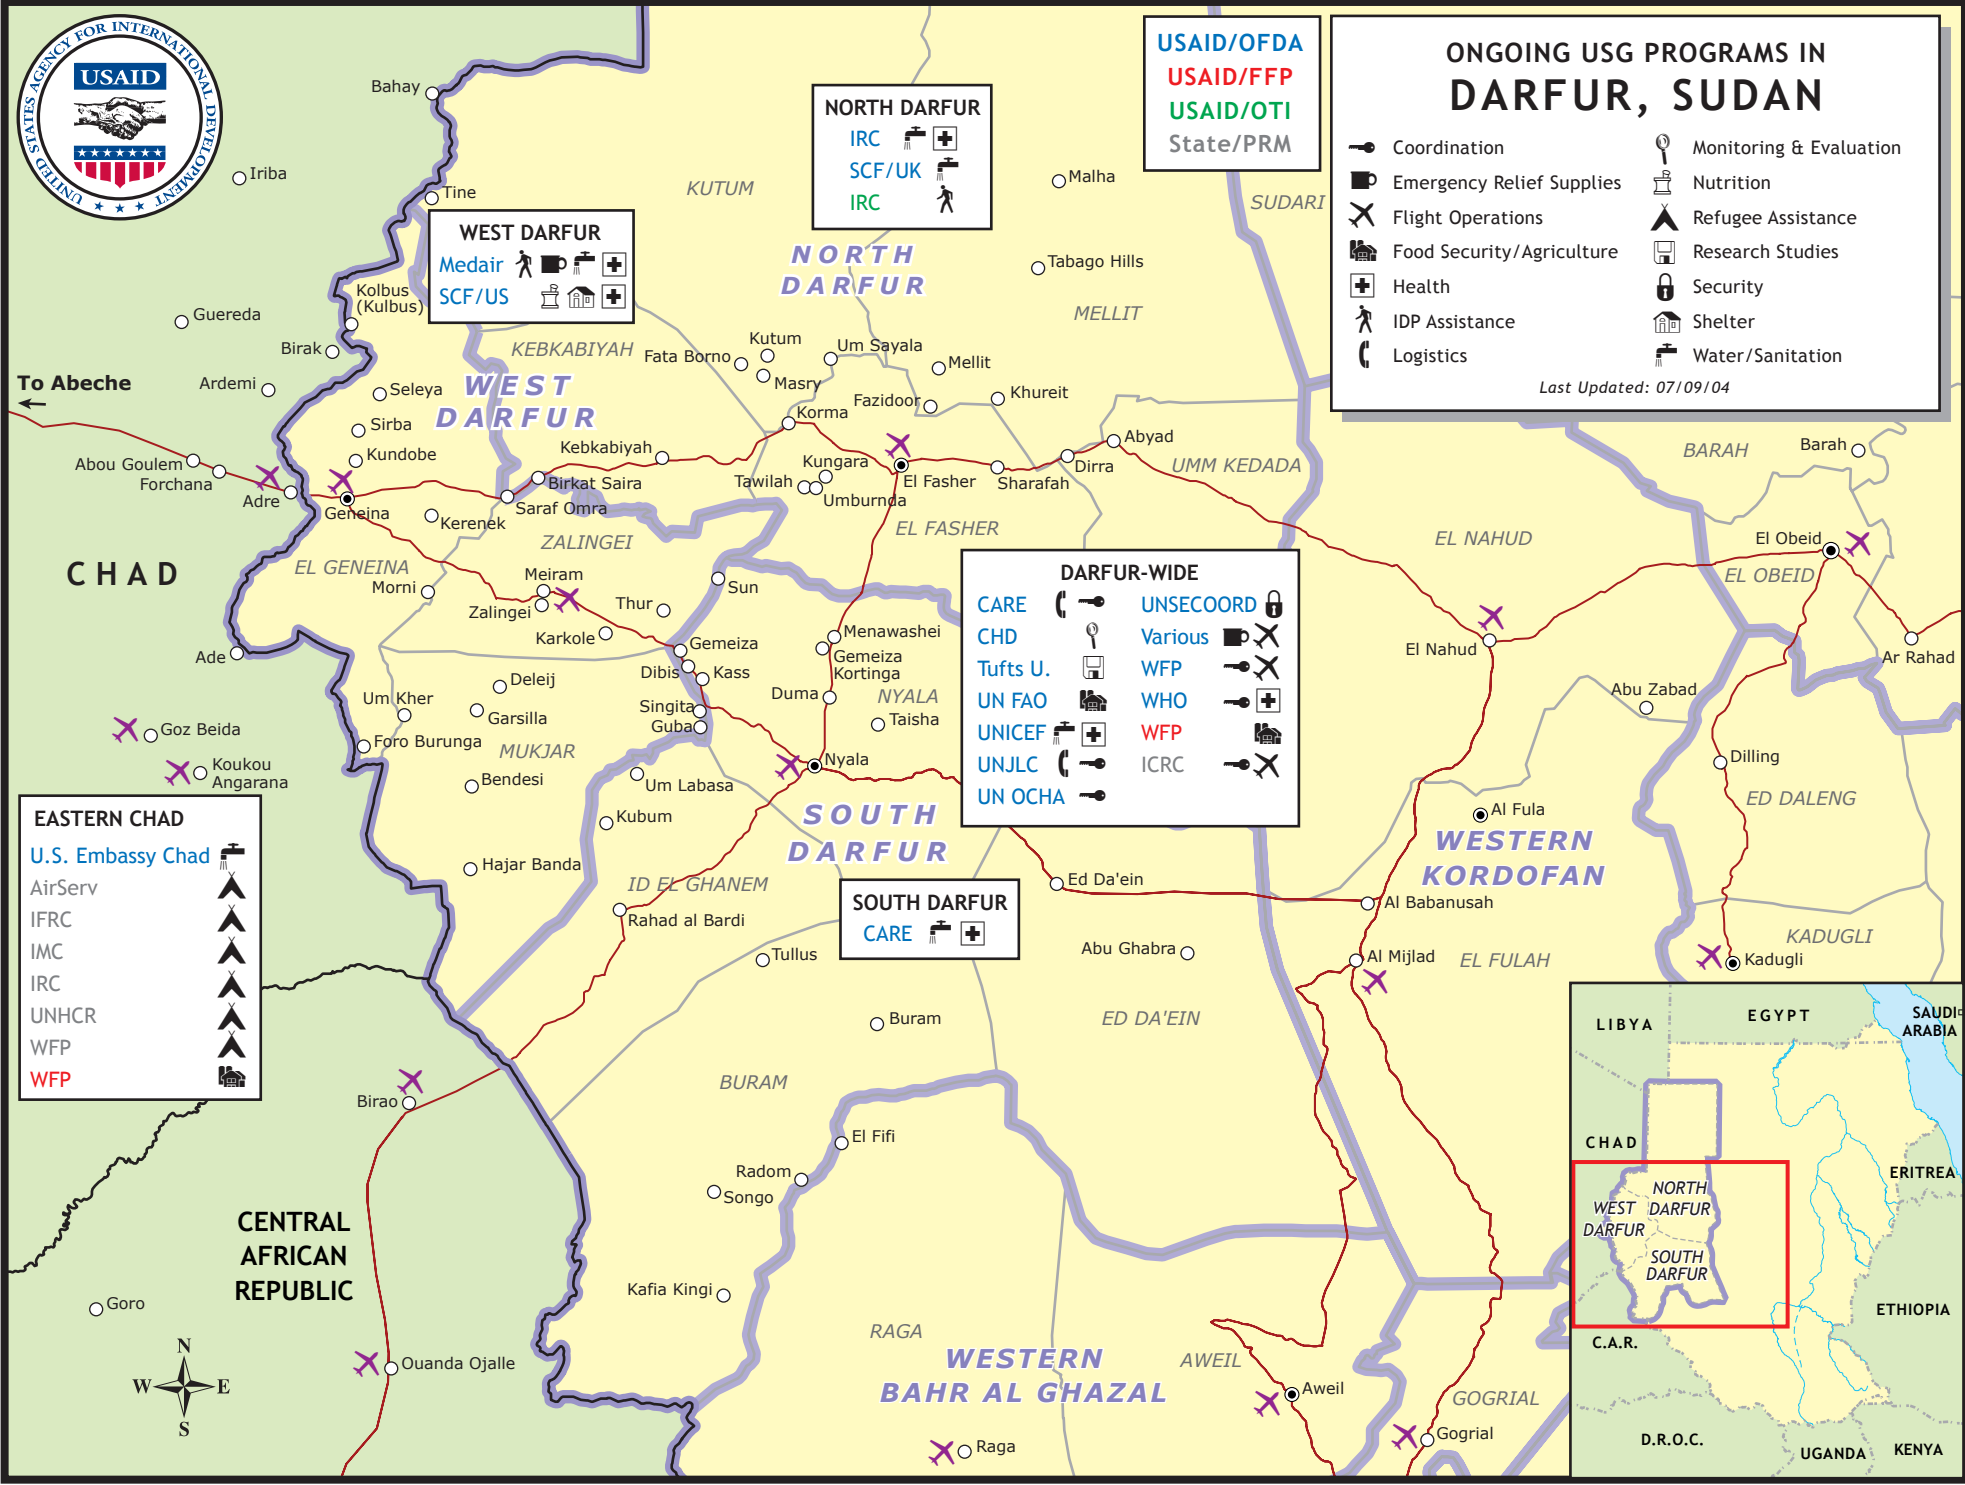 UNITED STATES AGENCY FOR INTERNATIONAL DEVELOPMENT
USAID
USAID/OFDA
USAID/FFP
USAID/OTI
State/PRM
ONGOING USG PROGRAMS IN
DARFUR, SUDAN
Coordination
Emergency Relief Supplies
Flight Operations
Food Security/Agriculture
Health
IDP Assistance
Logistics
Monitoring & Evaluation
Nutrition
Refugee Assistance
Research Studies
Security
Shelter
Water/Sanitation
Last Updated: 07/09/04
NORTH DARFUR
IRC
SCF/UK
IRC
WEST DARFUR
Medair
SCF/US
DARFUR-WIDE
CARE
CHD
Tufts U.
UN FAO
UNICEF
UNJLC
UN OCHA
UNSECOORD
Various
WFP
WHO
WFP
ICRC
SOUTH DARFUR
CARE
EASTERN CHAD
U.S. Embassy Chad
AirServ
IFRC
IMC
IRC
UNHCR
WFP
WFP
Bahay
Iriba
Tine
KUTUM
Malha
SUDARI
NORTH
DARFUR
Tabago Hills
Kolbus
(Kulbus)
Guereda
MELLIT
Birak
KEBKABIYAH
Kutum
Fata Borno
Um Sayala
Mellit
Masry
To Abeche
Ardemi
Seleya
WEST
DARFUR
Khureit
Fazidoor
Korma
Sirba
Abyad
Kebkabiyah
Kundobe
Abou Goulem
Forchana
Kungara
Dirra
UMM KEDADA
BARAH
Barah
Tawilah
El Fasher
Sharafah
Birkat Saira
Umburnda
Adre
Geneina
Saraf Omra
Kerenek
EL FASHER
ZALINGEI
EL NAHUD
El Obeid
EL OBEID
CHAD
EL GENEINA
Morni
Meiram
Zalingei
Sun
Thur
Karkole
Menawashei
Gemeiza
Gemeiza
Kortinga
El Nahud
Ar Rahad
Ade
Dibis
Kass
Deleij
Duma
NYALA
Abu Zabad
Um Kher
Garsilla
Singita
Guba
Taisha
Goz Beida
Foro Burunga
MUKJAR
Koukou
Angarana
Bendesi
Um Labasa
Nyala
Dilling
ED DALENG
Kubum
SOUTH
DARFUR
Al Fula
WESTERN
KORDOFAN
Hajar Banda
ID EL GHANEM
Ed Da'ein
Al Babanusah
Rahad al Bardi
Tullus
Abu Ghabra
Al Mijlad
EL FULAH
KADUGLI
Kadugli
Buram
ED DA'EIN
BURAM
Birao
El Fifi
Radom
Songo
CENTRAL
AFRICAN
REPUBLIC
Kafia Kingi
Goro
RAGA
WESTERN
BAHR AL GHAZAL
AWEIL
Aweil
Ouanda Ojalle
GOGRIAL
Gogrial
Raga
N
W
E
S
LIBYA
EGYPT
SAUDI
ARABIA
CHAD
NORTH
DARFUR
WEST
DARFUR
SOUTH
DARFUR
ERITREA
ETHIOPIA
C.A.R.
D.R.O.C.
UGANDA
KENYA